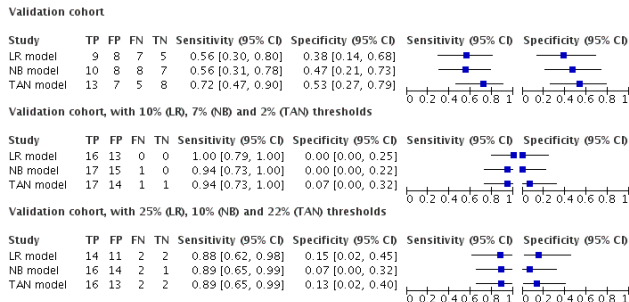 Validation cohort
Study TP FP FN TN Sensitivity (95% CI) Specificity (95% CI) Sensitivity (95% CI) Specificity (95% CI)
LR model 9 8 7 5 0.56 [0.30, 0.80] 0.38 [0.14, 0.68]
NB model 10 8 8 7 0.56 [0.31, 0.78] 0.47 [0.21, 0.73]
TAN model 13 7 5 8 0.72 [0.47, 0.90] 0.53 [0.27, 0.79]
0 0.2 0.4 0.6 0.8 1 0 0.2 0.4 0.6 0.8 1
Validation cohort, with 10% (LR), 7% (NB) and 2% (TAN) thresholds
Study TP FP FN TN Sensitivity (95% CI) Specificity (95% CI) Sensitivity (95% CI) Specificity (95% CI)
LR model 16 13 0 0 1.00 [0.79, 1.00] 0.00 [0.00, 0.25]
NB model 17 15 1 0 0.94 [0.73, 1.00] 0.00 [0.00, 0.22]
TAN model 17 14 1 1 0.94 [0.73, 1.00] 0.07 [0.00, 0.32]
0 0.2 0.4 0.6 0.8 1 0 0.2 0.4 0.6 0.8 1
Validation cohort, with 25% (LR), 10% (NB) and 22% (TAN) thresholds
Study TP FP FN TN Sensitivity (95% CI) Specificity (95% CI) Sensitivity (95% CI) Specificity (95% CI)
LR model 14 11 2 2 0.88 [0.62, 0.98] 0.15 [0.02, 0.45]
NB model 16 14 2 1 0.89 [0.65, 0.99] 0.07 [0.00, 0.32]
TAN model 16 13 2 2 0.89 [0.65, 0.99] 0.13 [0.02, 0.40]
0 0.2 0.4 0.6 0.8 1 0 0.2 0.4 0.6 0.8 1